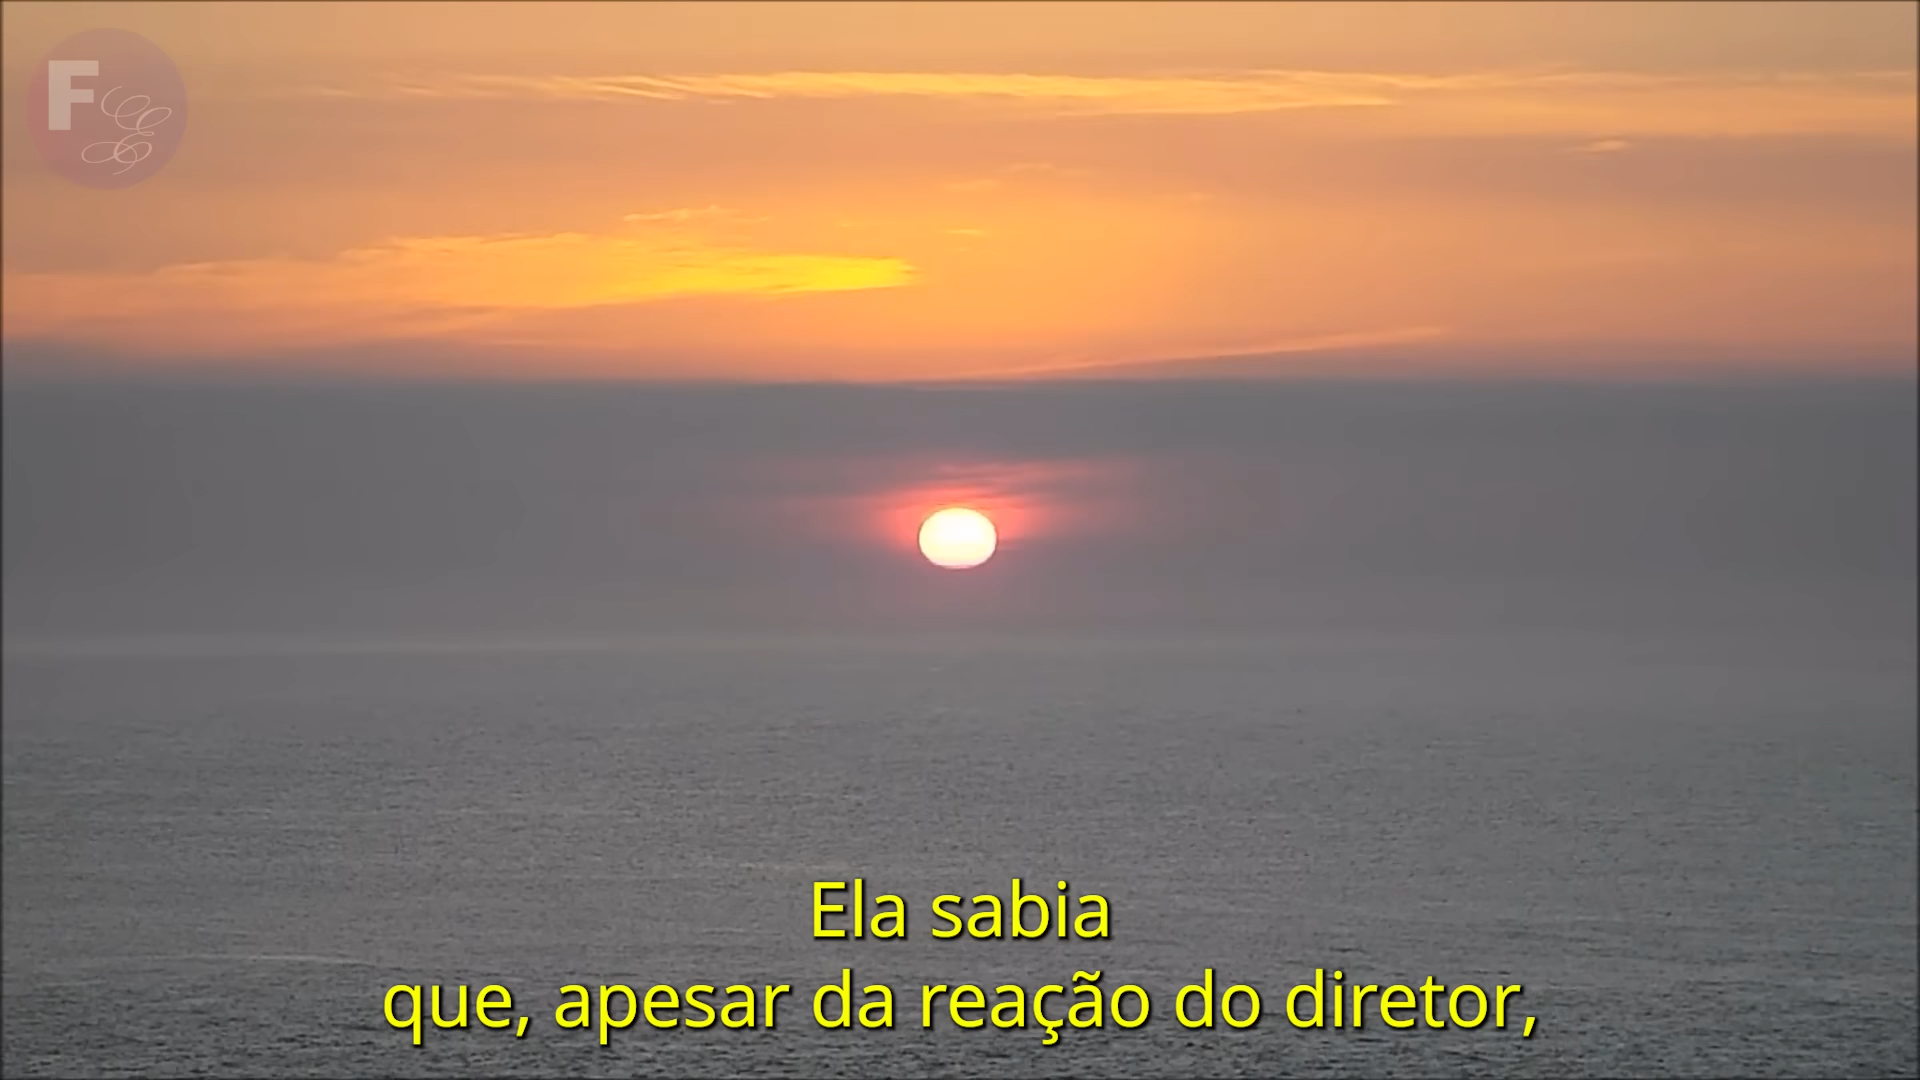 F
Ela sabia
que, apesar da reação do diretor,